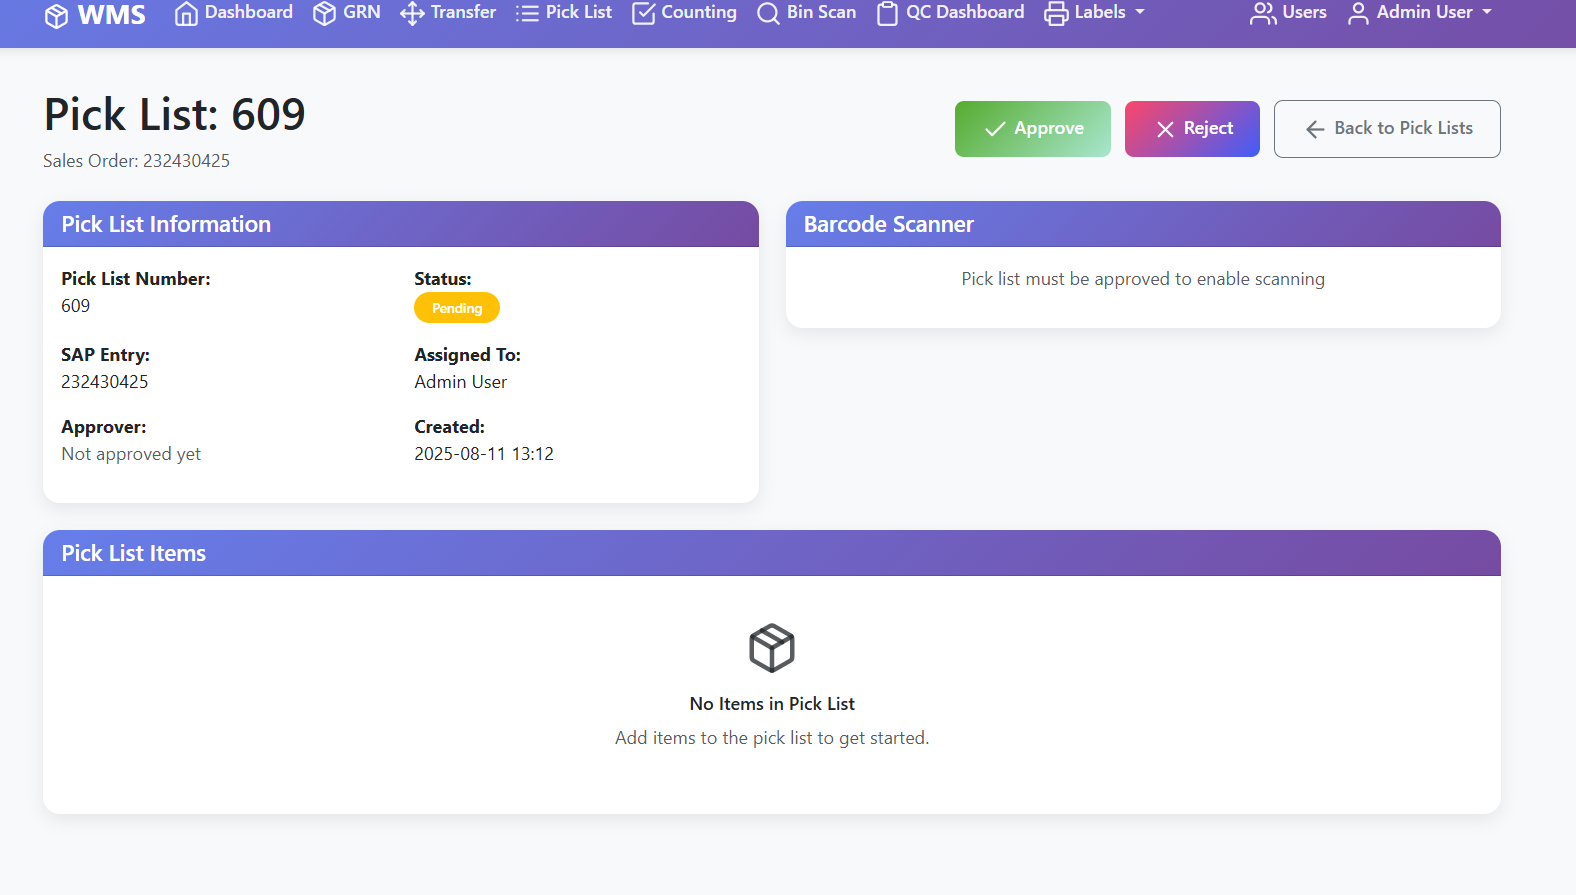 WMS Dashboard GRN Transfer Pick List Counting Bin Scan QC Dashboard Labels Users Admin User
Pick List: 609
Sales Order: 232430425
Approve Reject Back to Pick Lists
Pick List Information
Pick List Number:
609
Status:
Pending
SAP Entry:
232430425
Assigned To:
Admin User
Approver:
Not approved yet
Created:
2025-08-11 13:12
Barcode Scanner
Pick list must be approved to enable scanning
Pick List Items
No Items in Pick List
Add items to the pick list to get started.